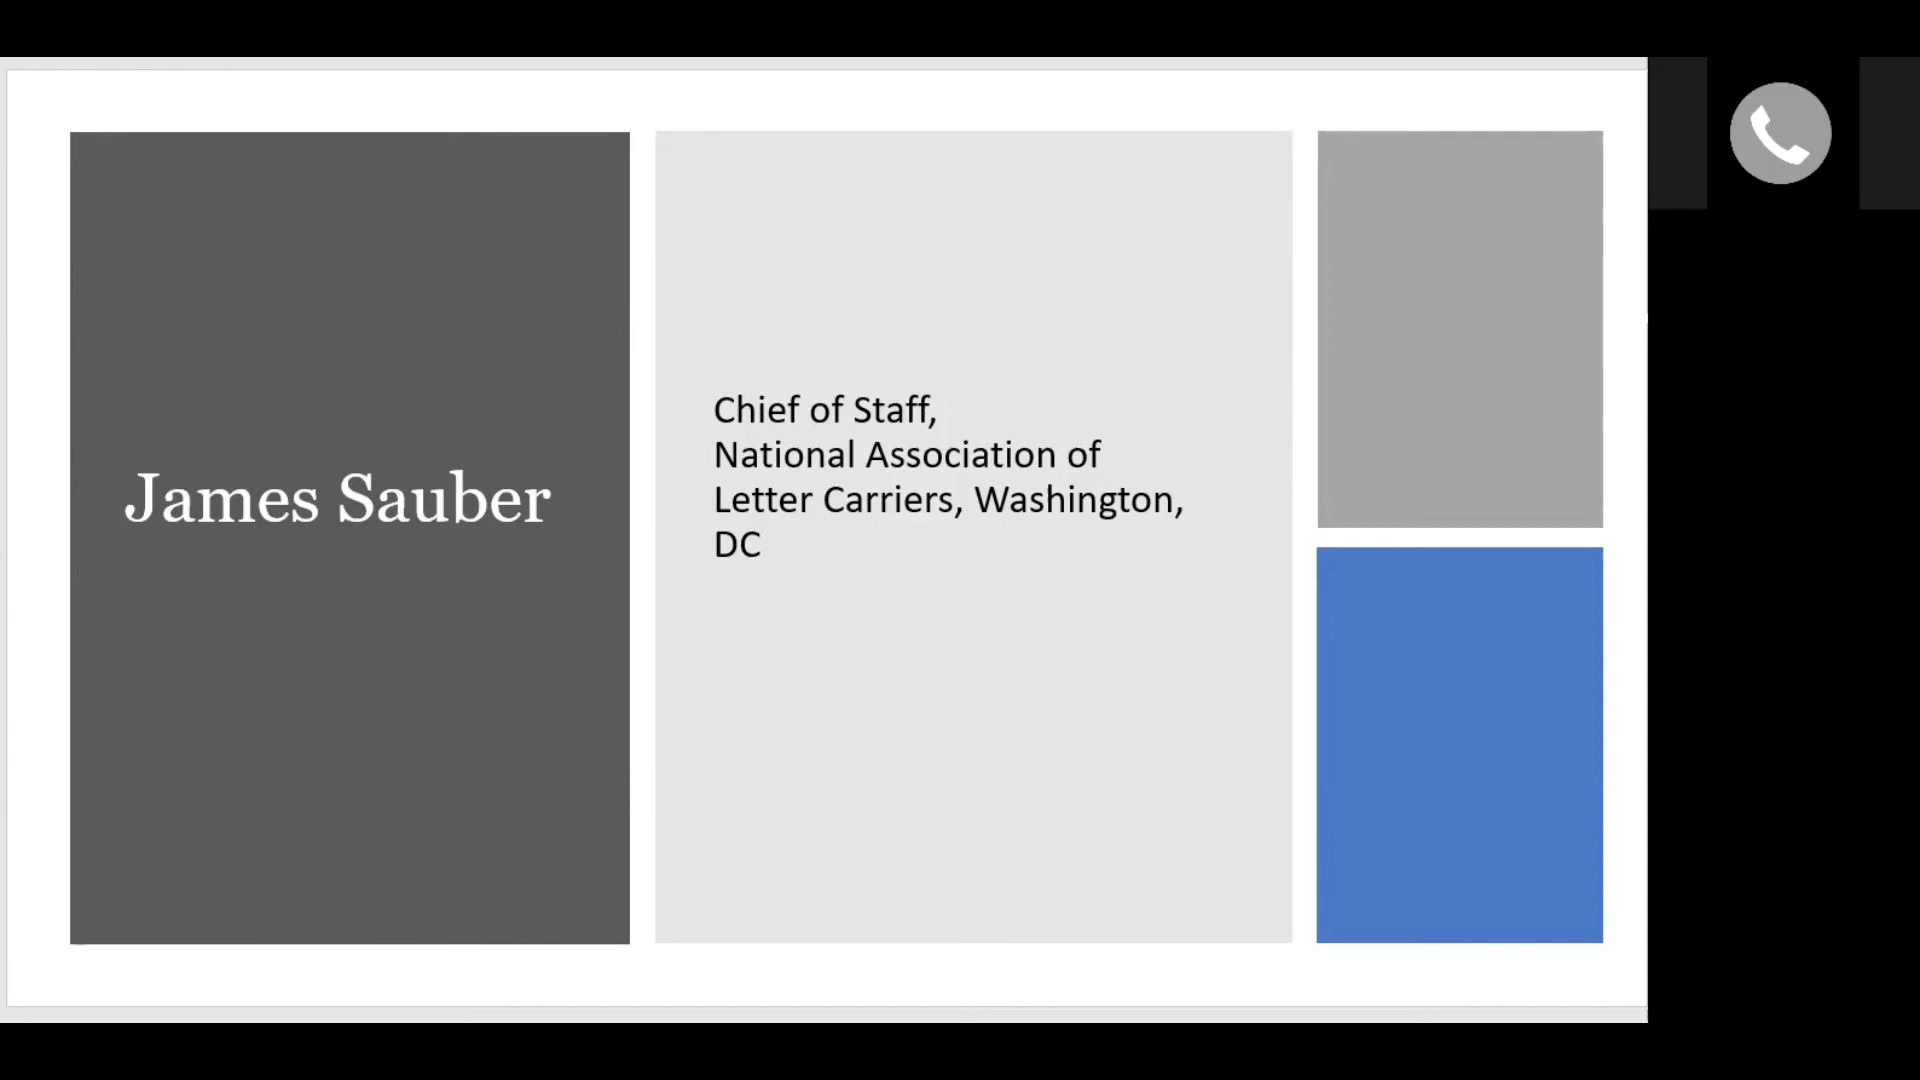 James Sauber
Chief of Staff,
National Association of
Letter Carriers, Washington,
DC